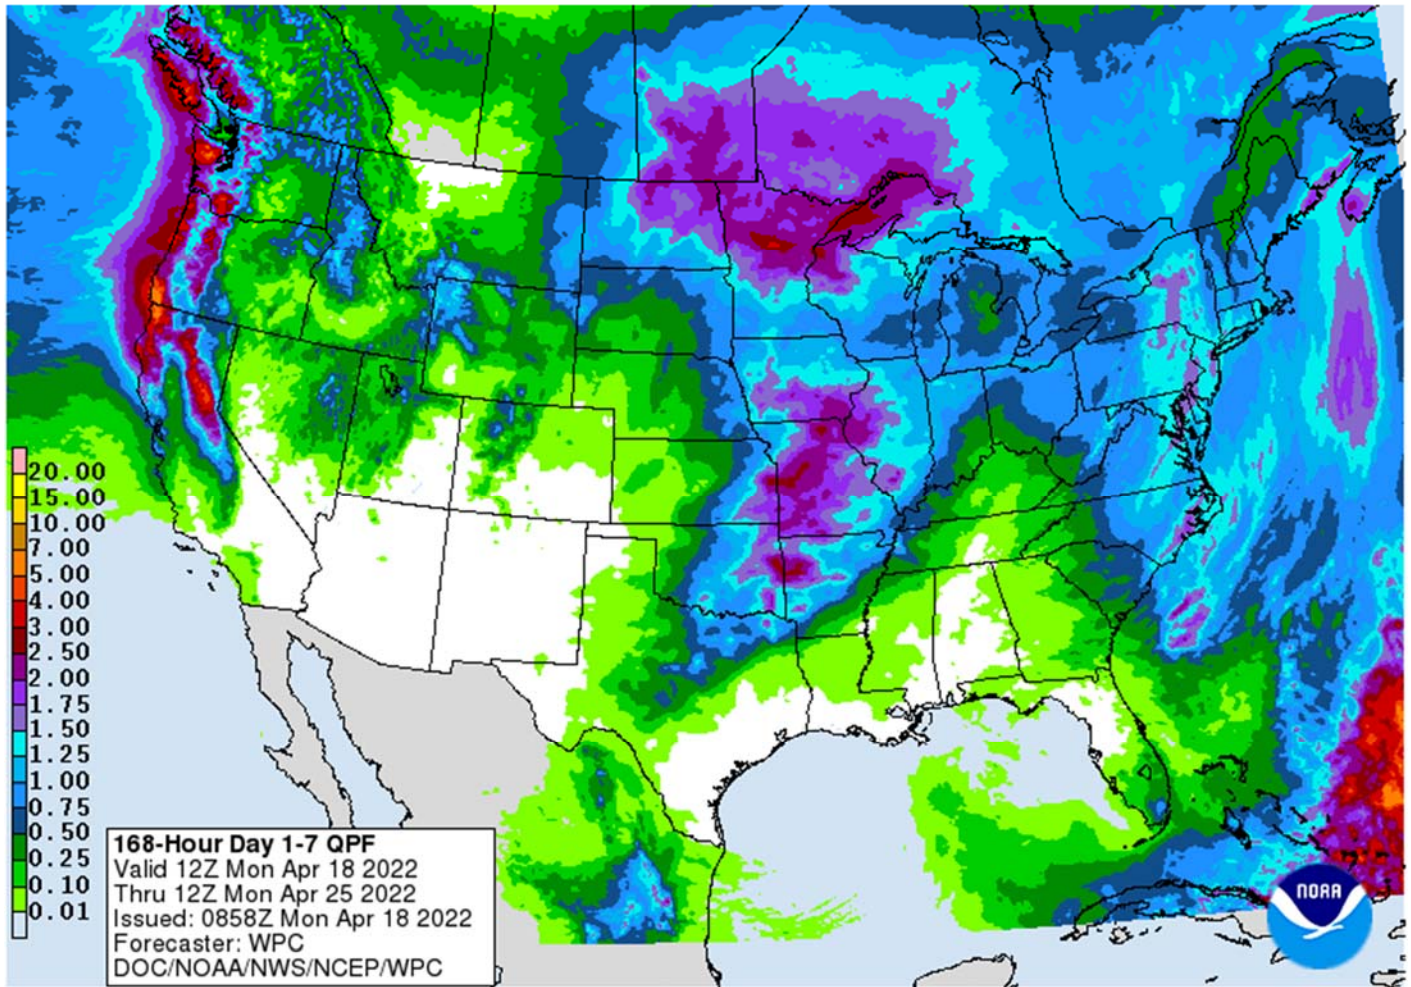 20.00
15.00
10.00
7.00
5.00
4.00
3.00
2.50
2.00
1.75
1.50
1.25
1.00
0.75
0.50
0.25
0.10
0.01
168-Hour Day 1-7 QPF
Valid 12Z Mon Apr 18 2022
Thru 12Z Mon Apr 25 2022
Issued: 0858Z Mon Apr 18 2022
Forecaster: WPC
DOC/NOAA/NWS/NCEP/WPC
NOAA